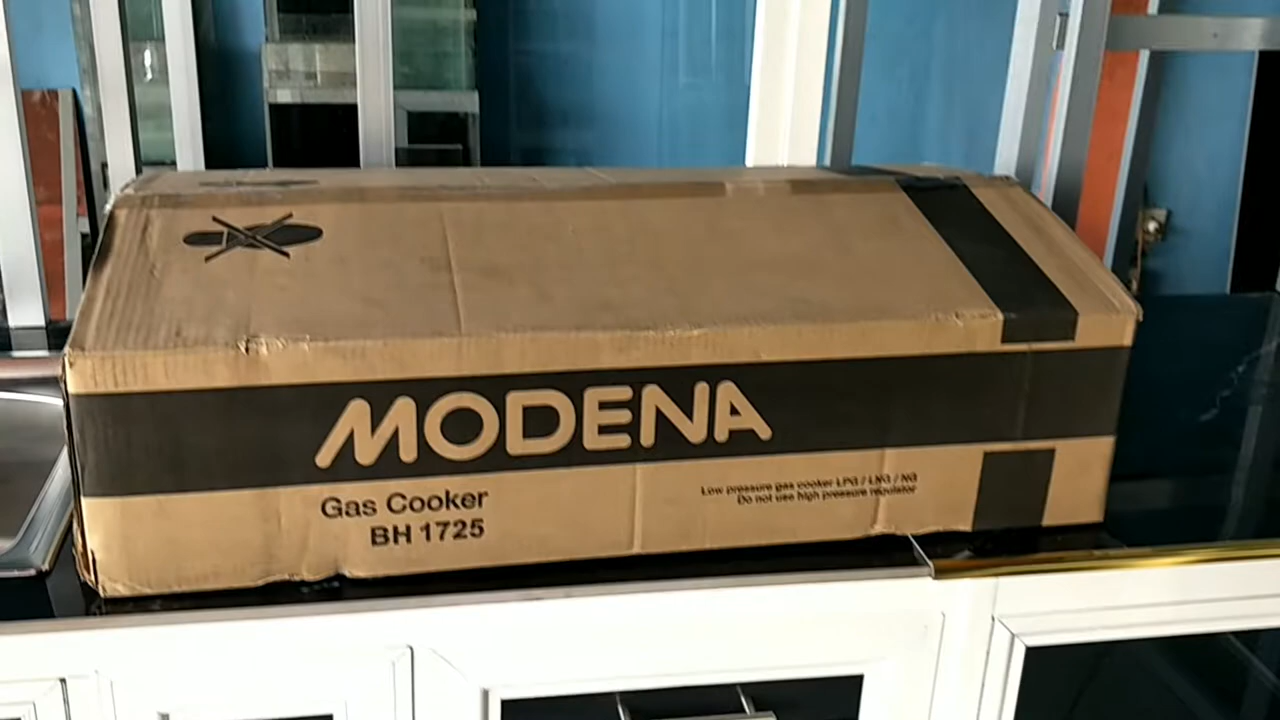 MODENA
Gas Cooker
BH 1725
Low pressure gas cooker LPG / LNG / NG
Do not use high pressure regulator